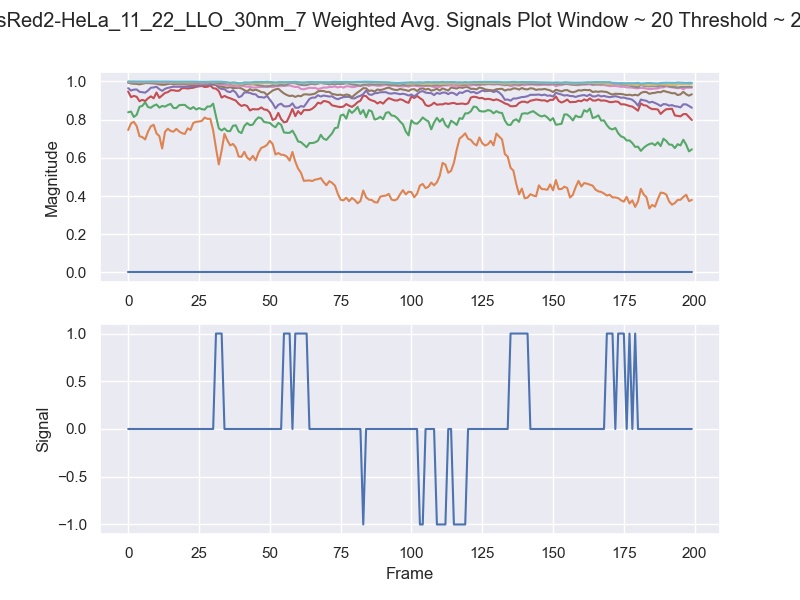 sRed2-HeLa_11_22_LLO_30nm_7 Weighted Avg. Signals Plot Window ~ 20 Threshold ~ 2
1.0
0.8
0.6
0.4
0.2
0.0
Magnitude
0 25 50 75 100 125 150 175 200
1.0
0.5
0.0
−0.5
−1.0
Signal
0 25 50 75 100 125 150 175 200
Frame